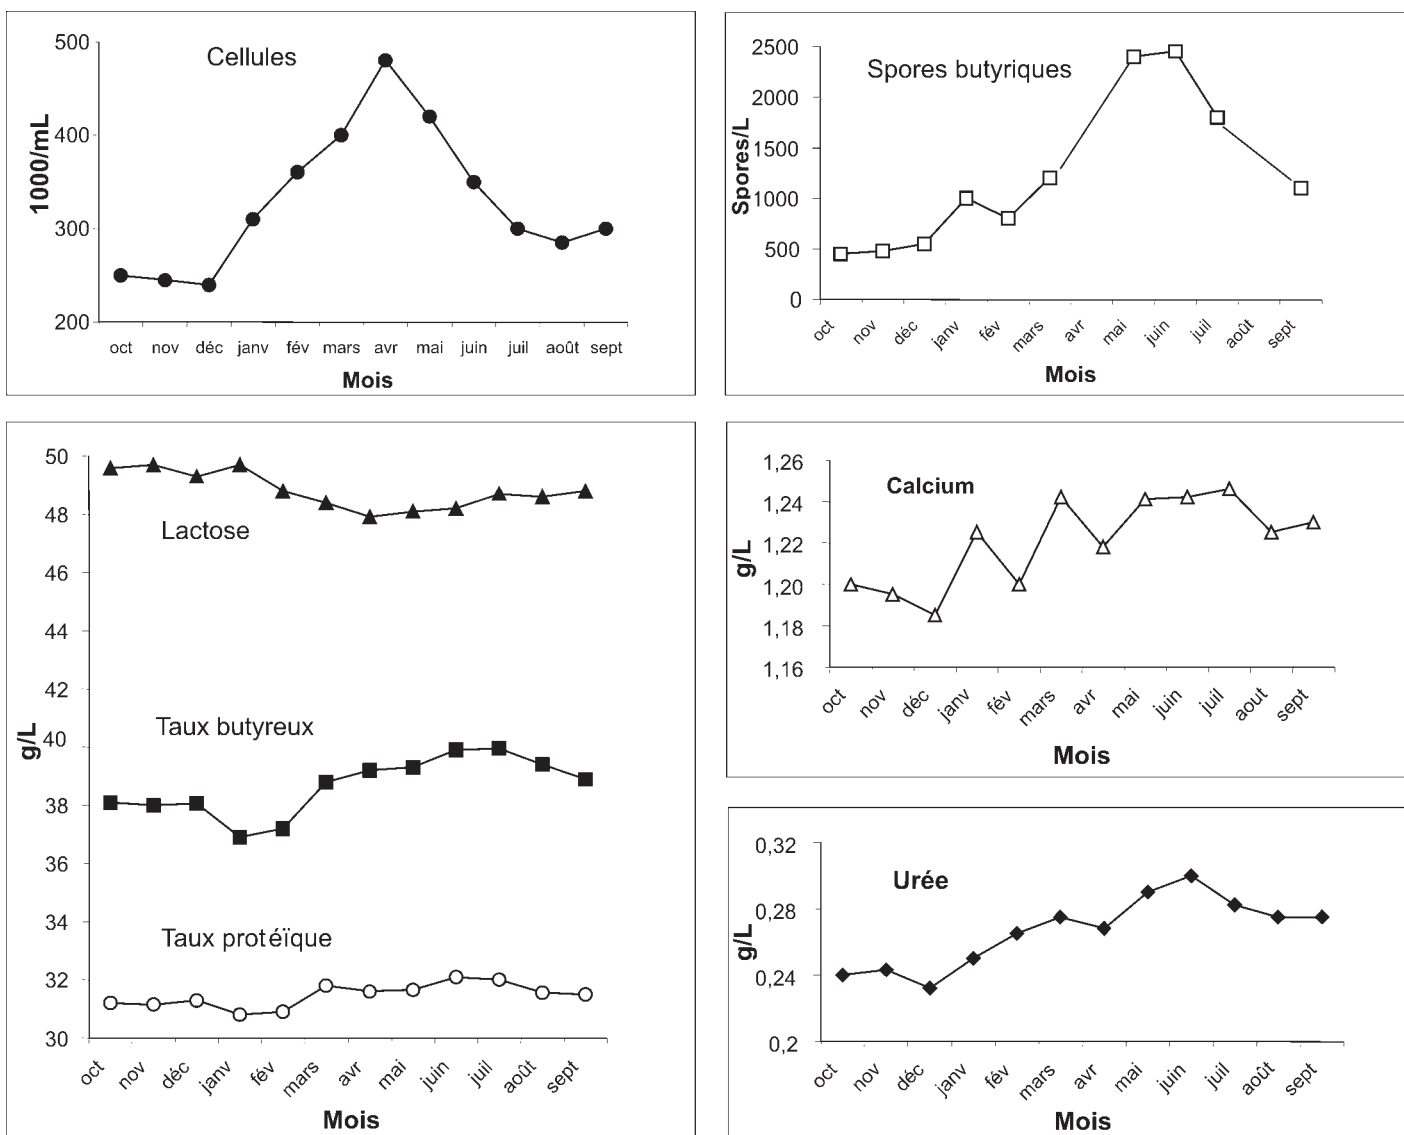 Cellules
500
400
300
200
1000/mL
oct nov déc janv fév mars avr mai juin juil août sept
Mois
Spores butyriques
2500
2000
1500
1000
500
0
Spores/L
oct nov déc janv fév mars avr mai juin juil août sept
Mois
50
48
46
44
42
40
38
36
34
32
30
g/L
Lactose
Taux butyreux
Taux protéïque
oct nov déc janv fév mars avr mai juin juil août sept
Mois
Calcium
1,26
1,24
1,22
1,20
1,18
1,16
g/L
oct nov déc janv fév mars avr mai juin juil aout sept
Mois
Urée
0,32
0,28
0,24
0,2
g/L
oct nov déc janv fév mars avr mai juin juil août sept
Mois